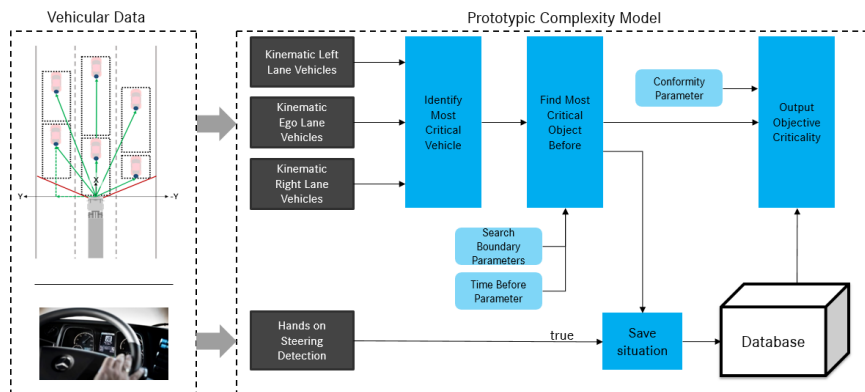 Vehicular Data
Prototypic Complexity Model
X
Y
-Y
Kinematic Left
Lane Vehicles
Kinematic
Ego Lane
Vehicles
Kinematic
Right Lane
Vehicles
Identify
Most
Critical
Vehicle
Find Most
Critical
Object
Before
Conformity
Parameter
Output
Objective
Criticality
Search
Boundary
Parameters
Time Before
Parameter
Hands on
Steering
Detection
true
Save
situation
Database